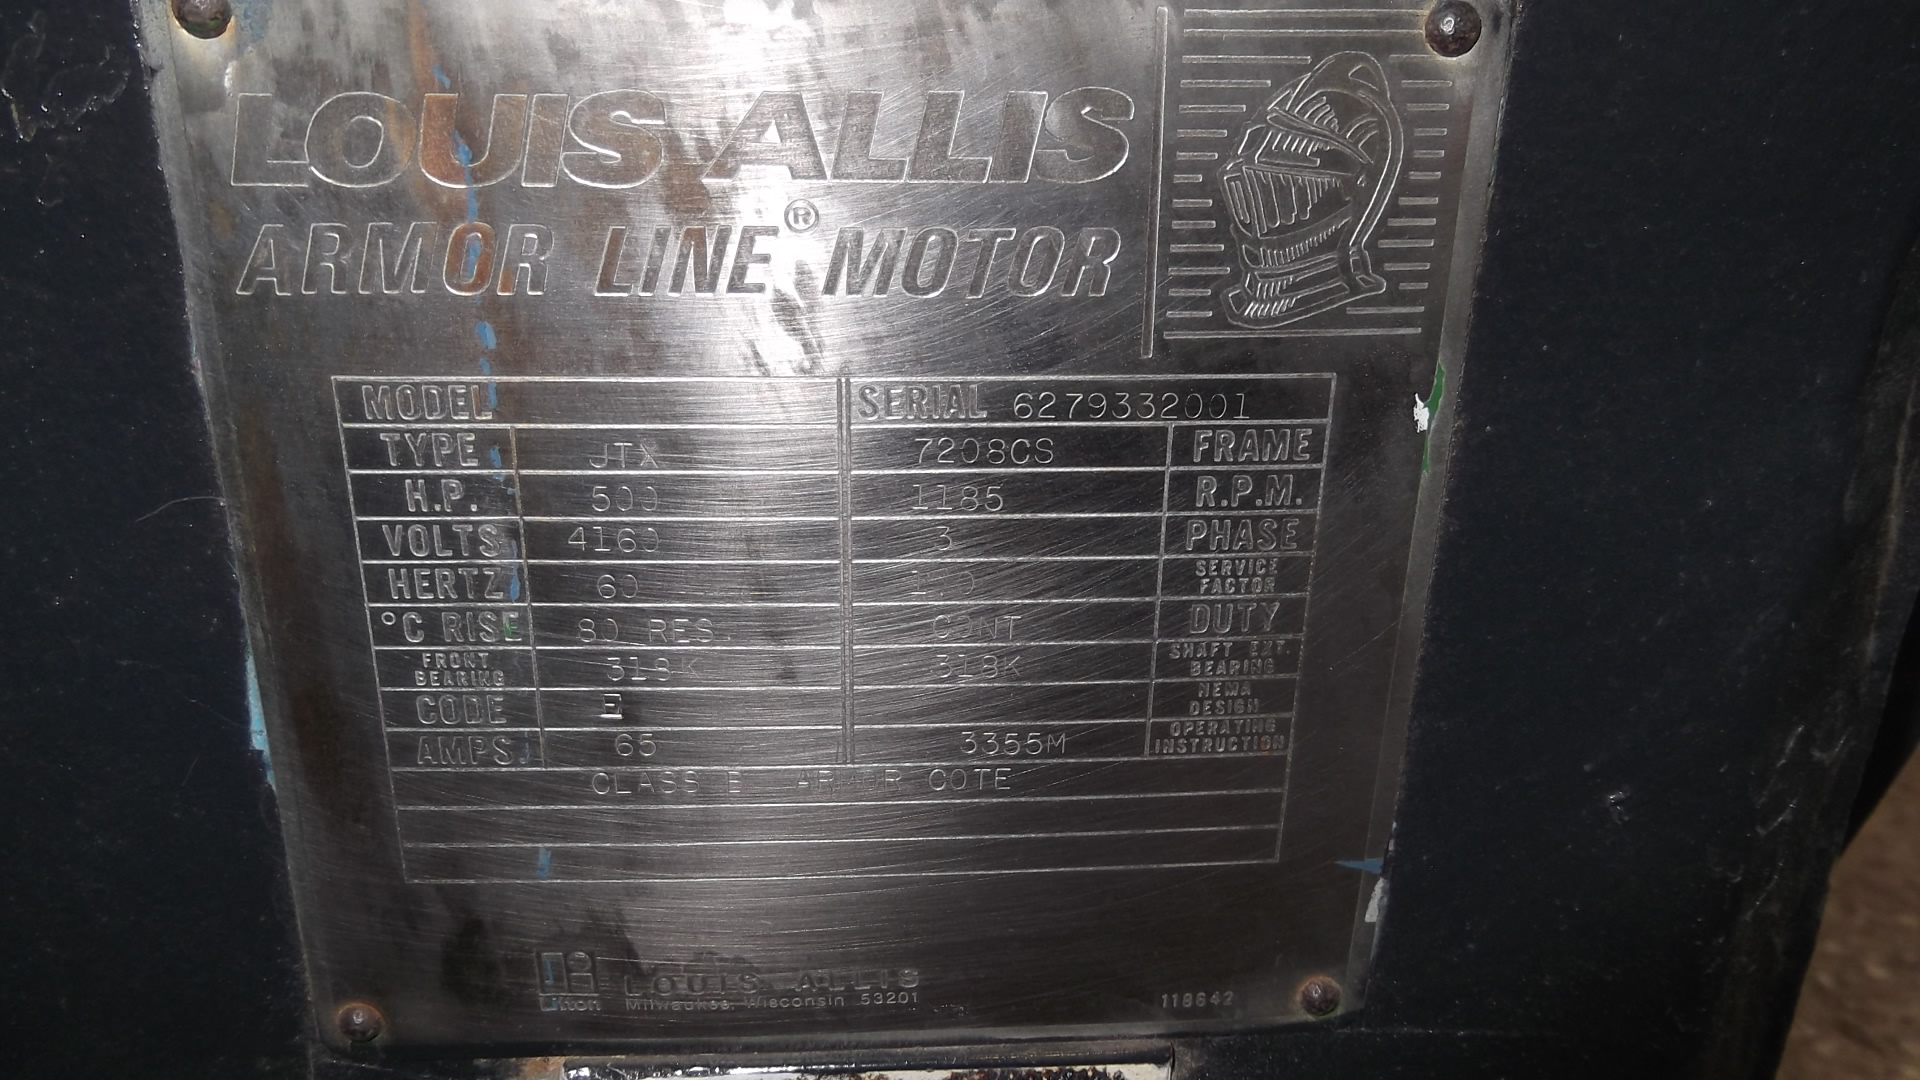 LOUIS ALLIS
ARMOR LINE® MOTOR
MODEL SERIAL 6279332001
TYPE JTX 7208CS FRAME
H.P. 500 1185 R.P.M.
VOLTS 4160 3 PHASE
HERTZ 60 1.0 SERVICE FACTOR
°C RISE 80 RES. CONT DUTY
FRONT BEARING 318K 318K SHAFT EXT. BEARING
CODE E NEMA DESIGN
AMPS. 65 3355M OPERATING INSTRUCTION
CLASS ARMOR COTE
Litton LOUIS ALLIS
Milwaukee, Wisconsin 53201 118642